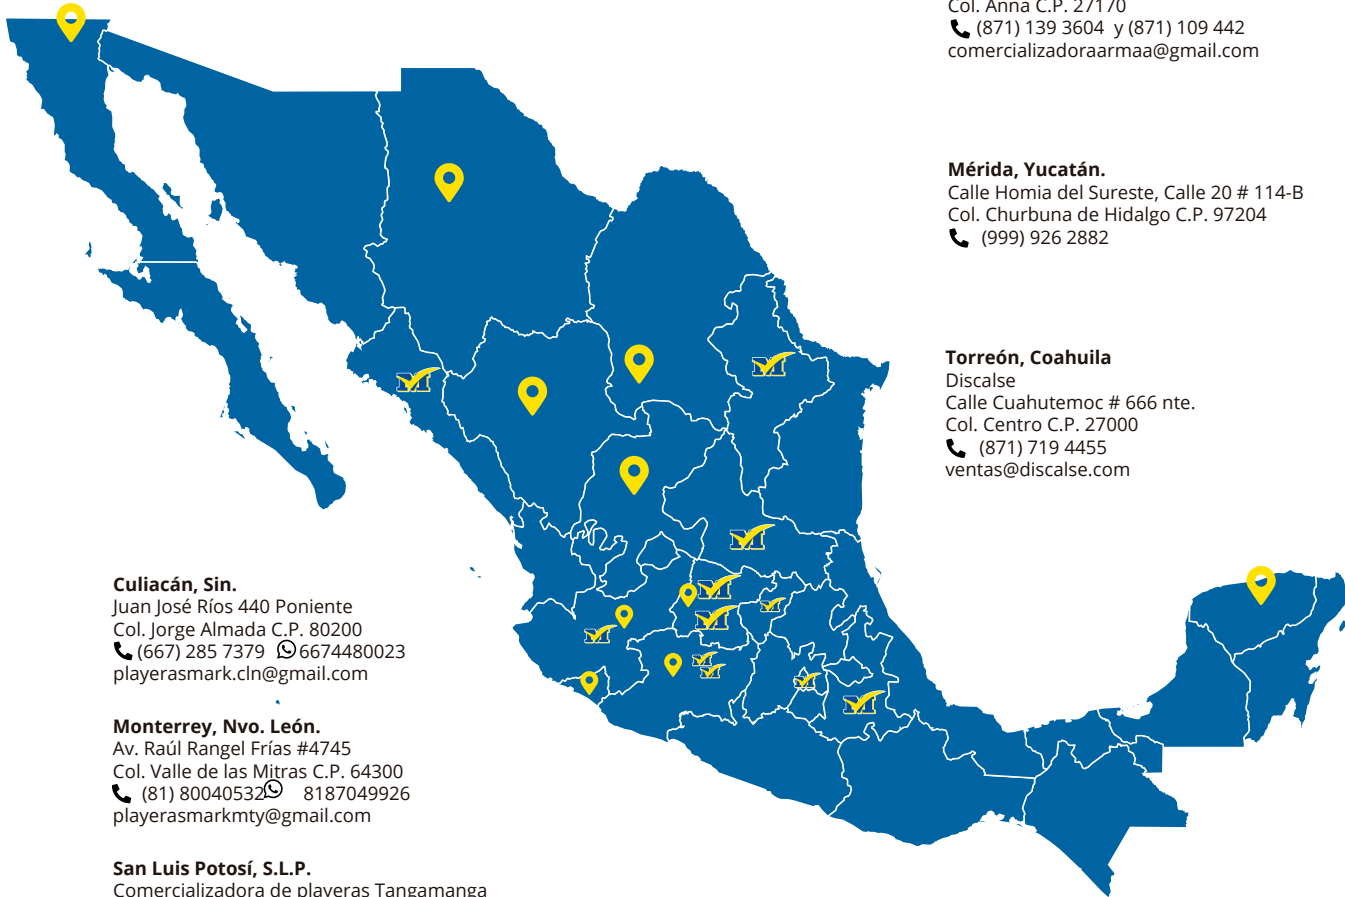 Col. Anna C.P. 27170
(871) 139 3604 y (871) 109 442
comercializadoraarmaa@gmail.com
Mérida, Yucatán.
Calle Homia del Sureste, Calle 20 # 114-B
Col. Churbuna de Hidalgo C.P. 97204
(999) 926 2882
Torreón, Coahuila
Discalse
Calle Cuahutemoc # 666 nte.
Col. Centro C.P. 27000
(871) 719 4455
ventas@discalse.com
Culiacán, Sin.
Juan José Ríos 440 Poniente
Col. Jorge Almada C.P. 80200
(667) 285 7379 6674480023
playerasmark.cln@gmail.com
Monterrey, Nvo. León.
Av. Raúl Rangel Frías #4745
Col. Valle de las Mitras C.P. 64300
(81) 80040532 8187049926
playerasmarkmty@gmail.com
San Luis Potosí, S.L.P.
Comercializadora de playeras Tangamanga
M
M
M
M
M
M
M
M
M
M
M